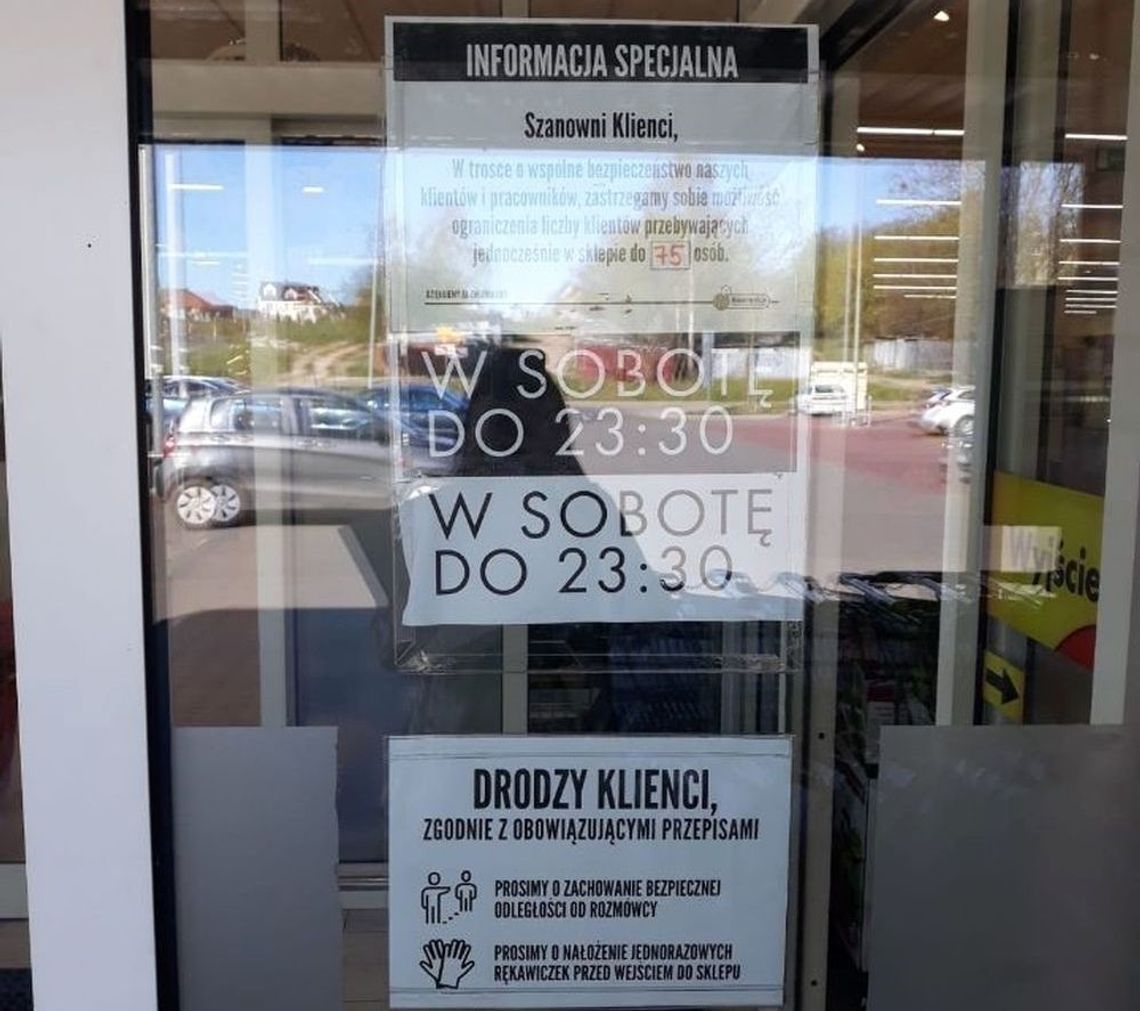 INFORMACJA SPECJALNA
Szanowni Klienci,
W trosce o wspólne bezpieczeństwo naszych
klientów i pracowników, zastrzegamy sobie możliwość
ograniczenia liczby klientów przebywających
jednocześnie w sklepie do 75 osób.
W SOBOTĘ
DO 23:30
W SOBOTĘ
DO 23:30
Wyjście
DRODZY KLIENCI,
ZGODNIE Z OBOWIĄZUJĄCYMI PRZEPISAMI
PROSIMY O ZACHOWANIE BEZPIECZNEJ
ODLEGŁOŚCI OD ROZMÓWCY
PROSIMY O NAŁOŻENIE JEDNORAZOWYCH
RĘKAWICZEK PRZED WEJŚCIEM DO SKLEPU